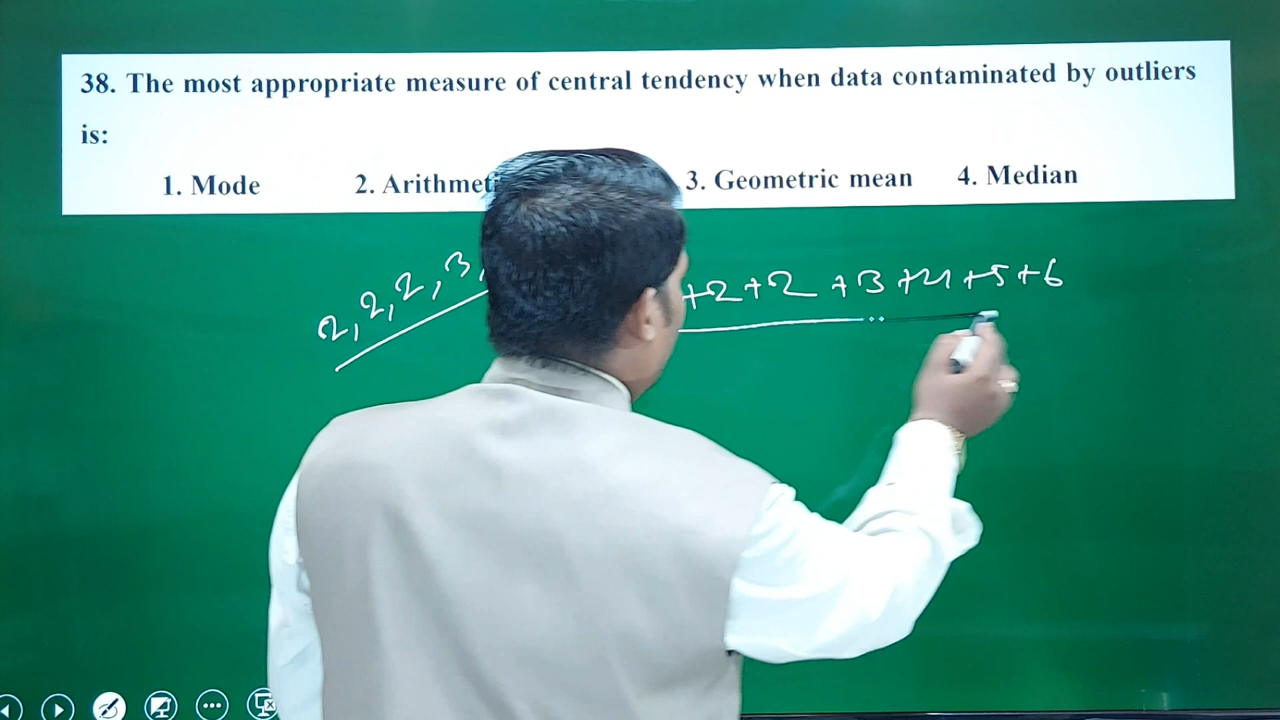 38. The most appropriate measure of central tendency when data contaminated by outliers
is:
1. Mode 2. Arithmeti 3. Geometric mean 4. Median
2, 2, 2, 3, +2+2 +3+4+5+6